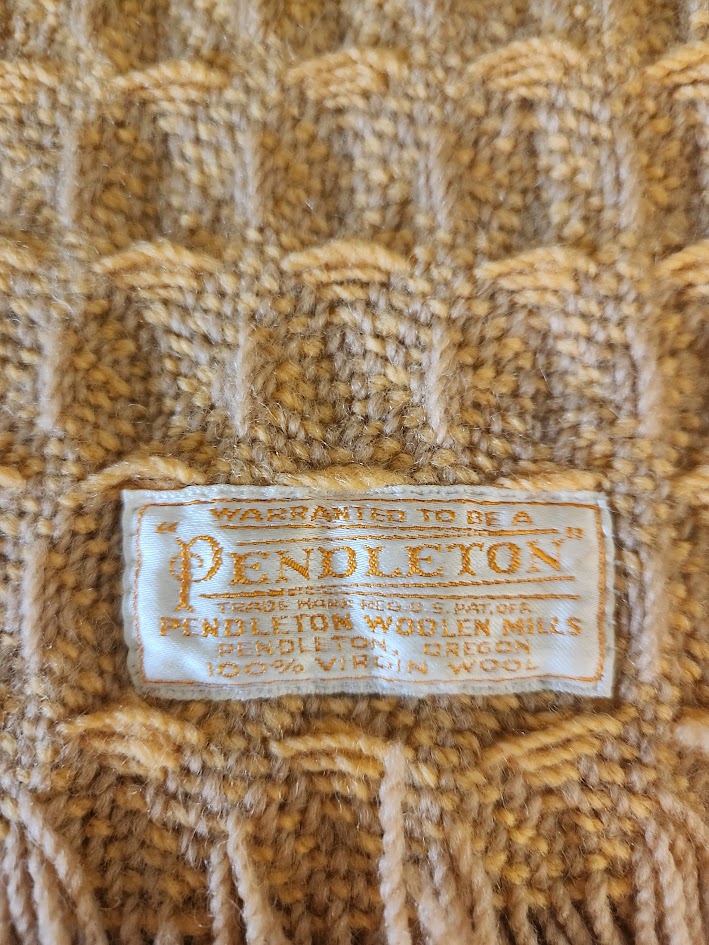 WARRANTED TO BE A
"PENDLETON"
TRADE MARK REG. U.S. PAT. OFF.
PENDLETON WOOLEN MILLS
PENDLETON, OREGON
100% VIRGIN WOOL